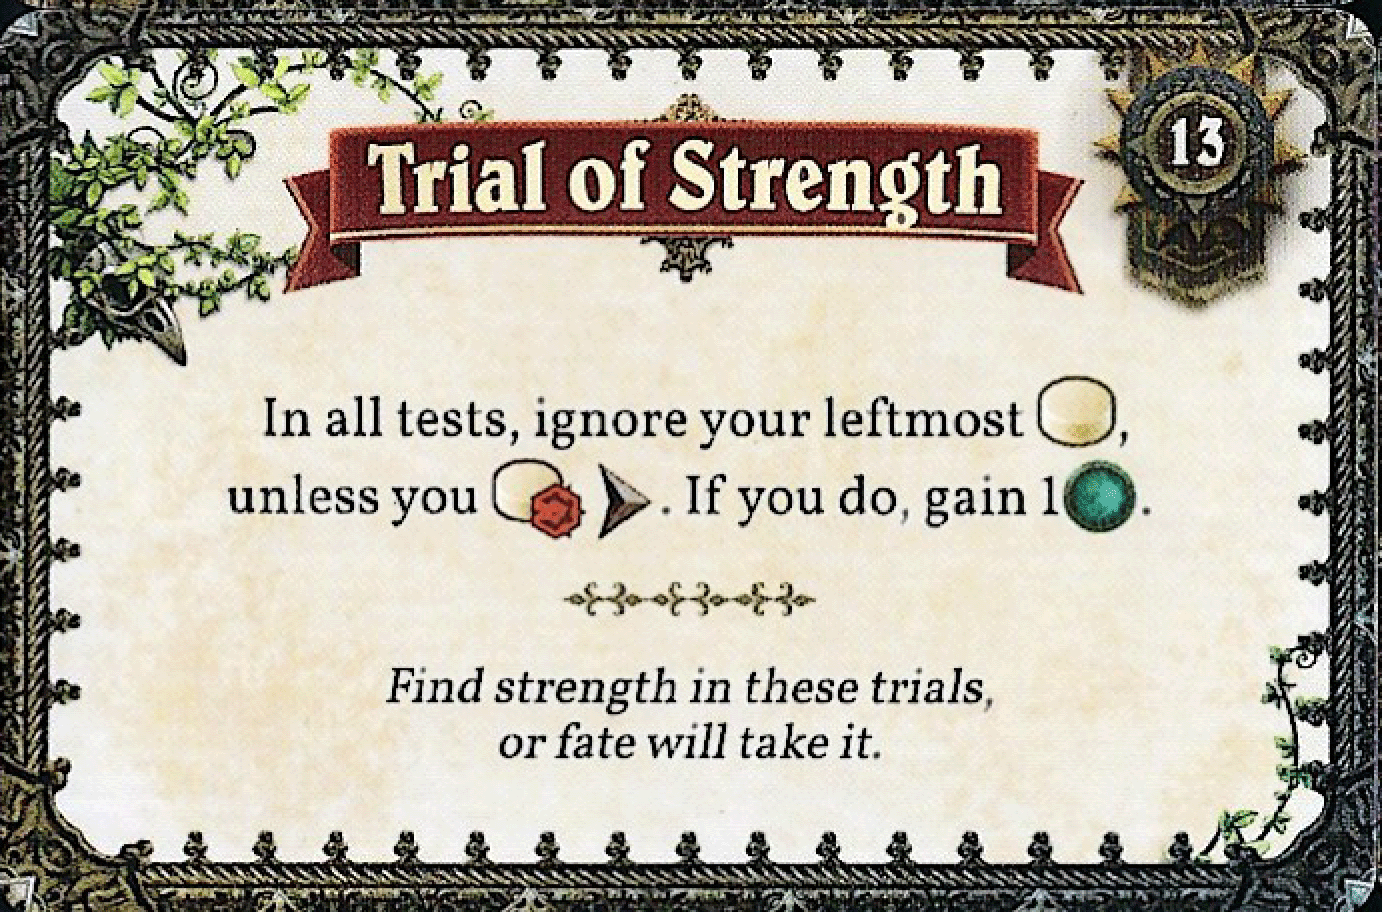 Trial of Strength
13
In all tests, ignore your leftmost ,
unless you . If you do, gain 1 .
Find strength in these trials,
or fate will take it.